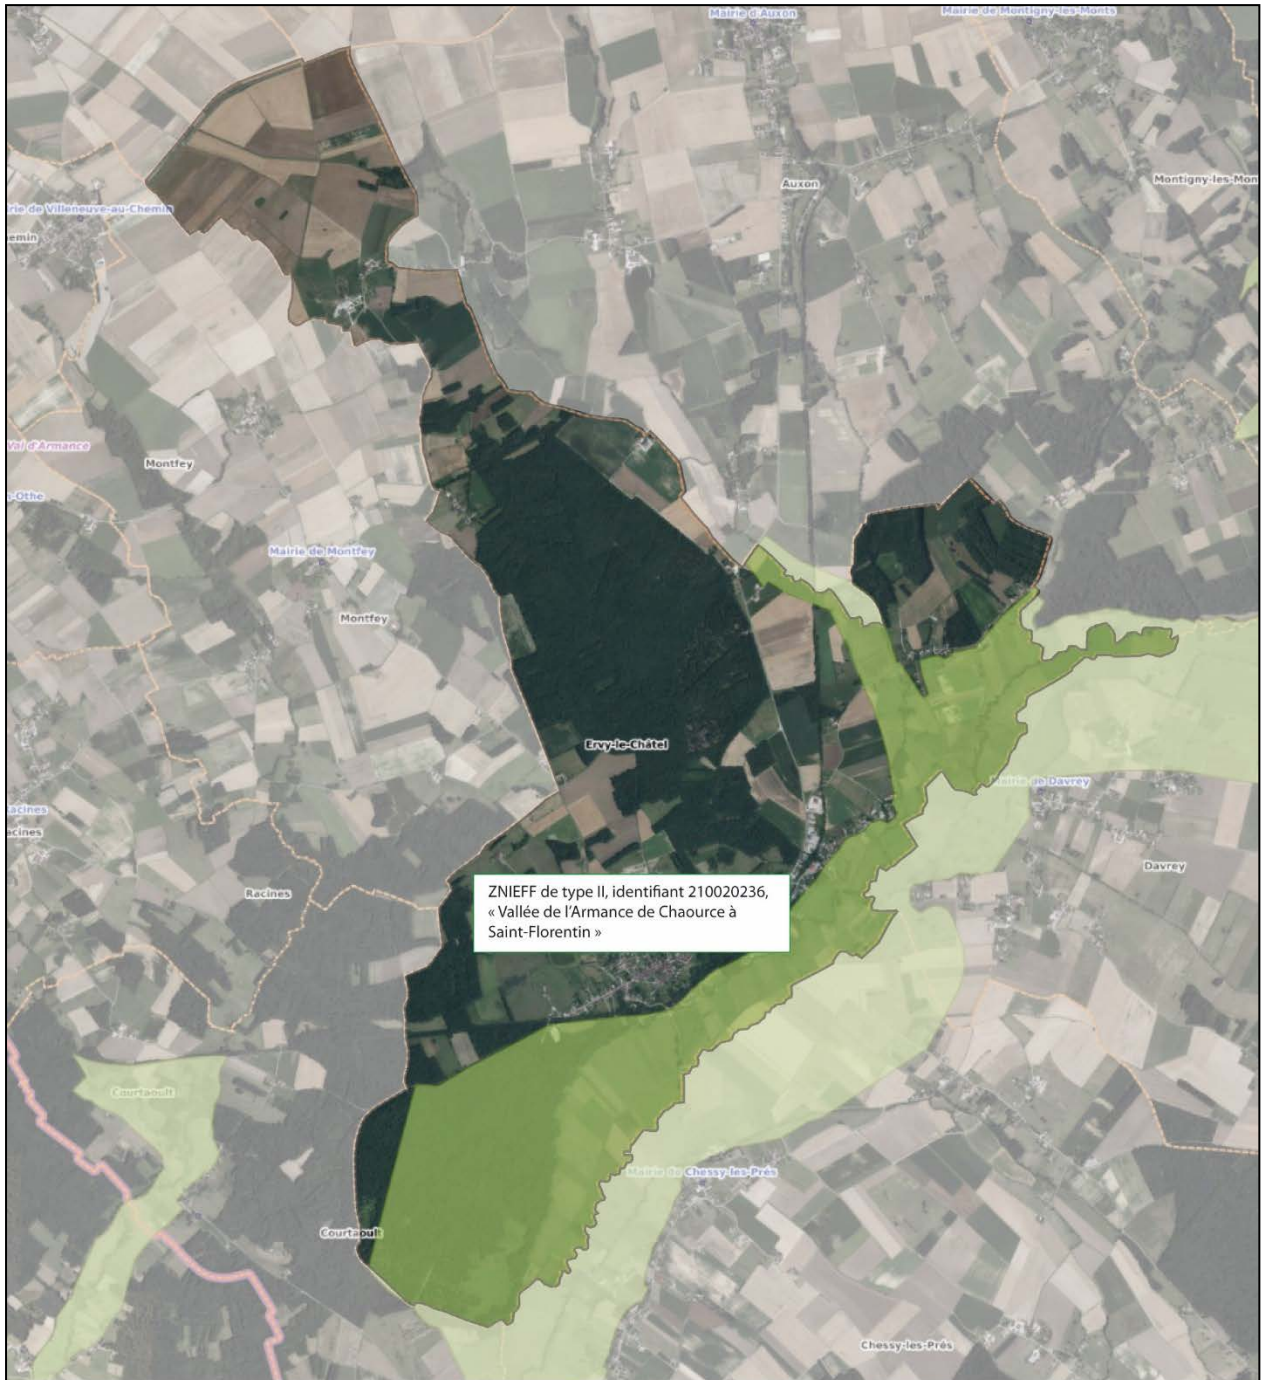 Mairie d'Auxon
Mairie de Montigny-les-Monts
Auxon
Montigny-les-Mon
rie de Villeneuve-au-Chemin
emin
Val d'Armance
Montfey
-Othe
Mairie de Montfey
Montfey
Ervy-le-Châtel
Mairie de Davrey
Racines
acines
Davrey
Racines
ZNIEFF de type II, identifiant 210020236,
« Vallée de l'Armance de Chaource à
Saint-Florentin »
Courtaoult
Mairie de Chessy-les-Prés
Courtaoult
Chessy-les-Prés